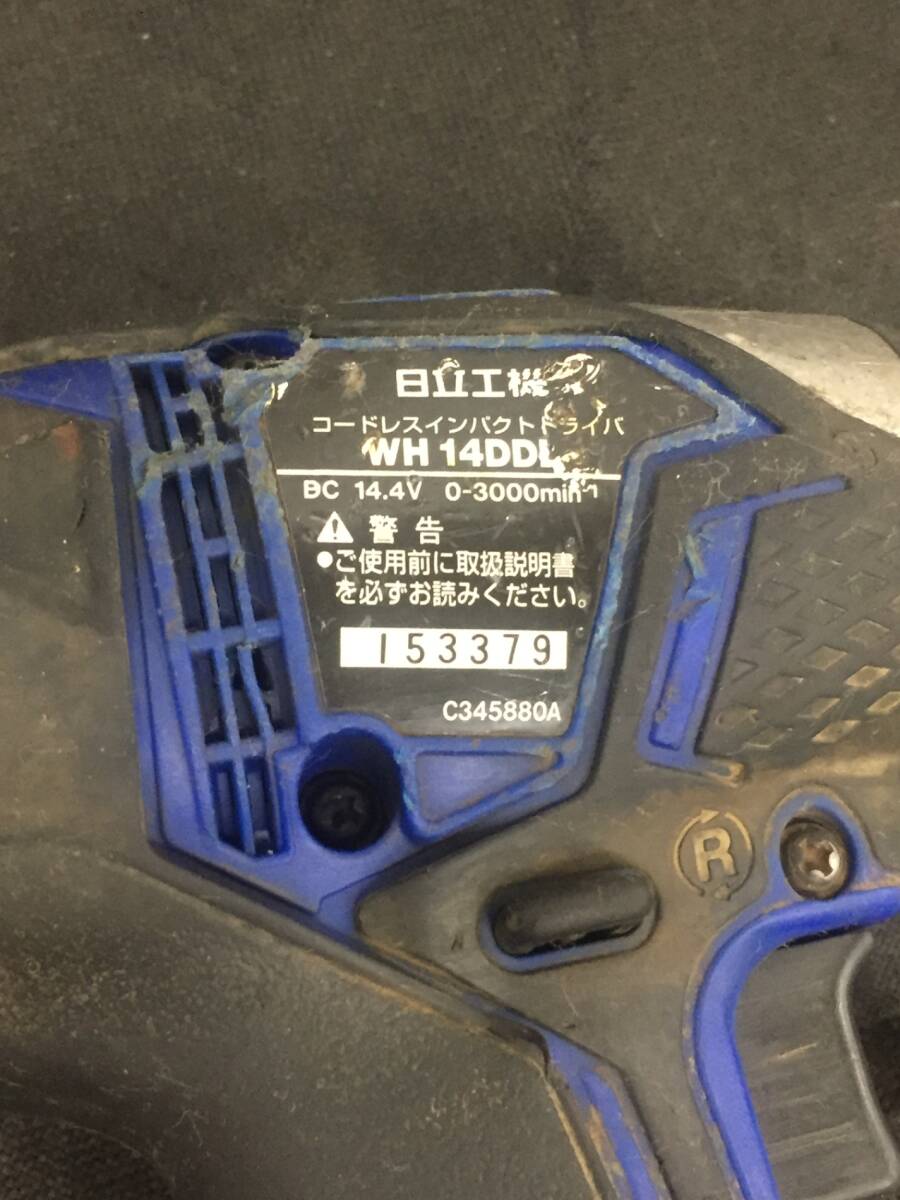 日立工機
コードレスインパクトドライバ
WH 14DDL
DC 14.4V 0-3000min⁻¹
⚠ 警告
●ご使用前に取扱説明書
を必ずお読みください。
153379
C345880A
R